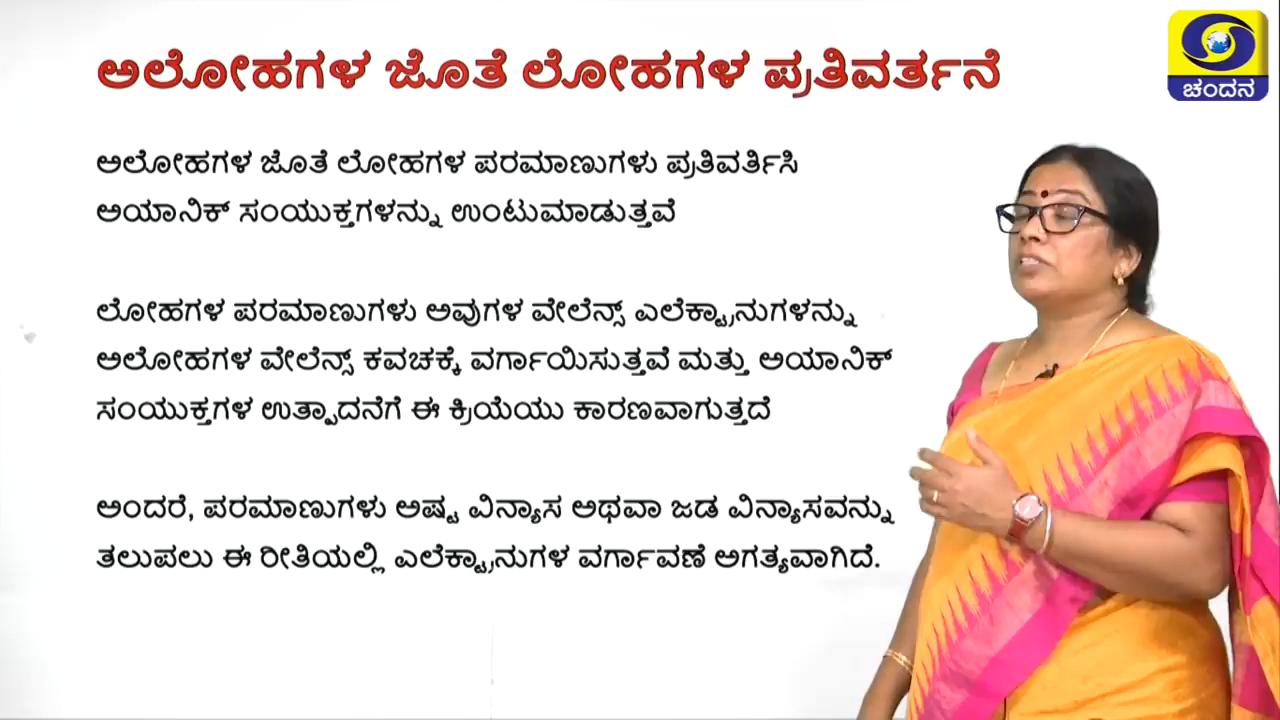 ಅಲೋಹಗಳ ಜೊತೆ ಲೋಹಗಳ ಪ್ರತಿವರ್ತನೆ
ಚಂದನ
ಅಲೋಹಗಳ ಜೊತೆ ಲೋಹಗಳ ಪರಮಾಣುಗಳು ಪ್ರತಿವರ್ತಿಸಿ
ಅಯಾನಿಕ್ ಸಂಯುಕ್ತಗಳನ್ನು ಉಂಟುಮಾಡುತ್ತವೆ
ಲೋಹಗಳ ಪರಮಾಣುಗಳು ಅವುಗಳ ವೇಲೆನ್ಸ್ ಎಲೆಕ್ಟ್ರಾನುಗಳನ್ನು
ಅಲೋಹಗಳ ವೇಲೆನ್ಸ್ ಕವಚಕ್ಕೆ ವರ್ಗಾಯಿಸುತ್ತವೆ ಮತ್ತು ಅಯಾನಿಕ್
ಸಂಯುಕ್ತಗಳ ಉತ್ಪಾದನೆಗೆ ಈ ಕ್ರಿಯೆಯು ಕಾರಣವಾಗುತ್ತದೆ
ಅಂದರೆ, ಪರಮಾಣುಗಳು ಅಷ್ಟ ವಿನ್ಯಾಸ ಅಥವಾ ಜಡ ವಿನ್ಯಾಸವನ್ನು
ತಲುಪಲು ಈ ರೀತಿಯಲ್ಲಿ ಎಲೆಕ್ಟ್ರಾನುಗಳ ವರ್ಗಾವಣೆ ಅಗತ್ಯವಾಗಿದೆ.